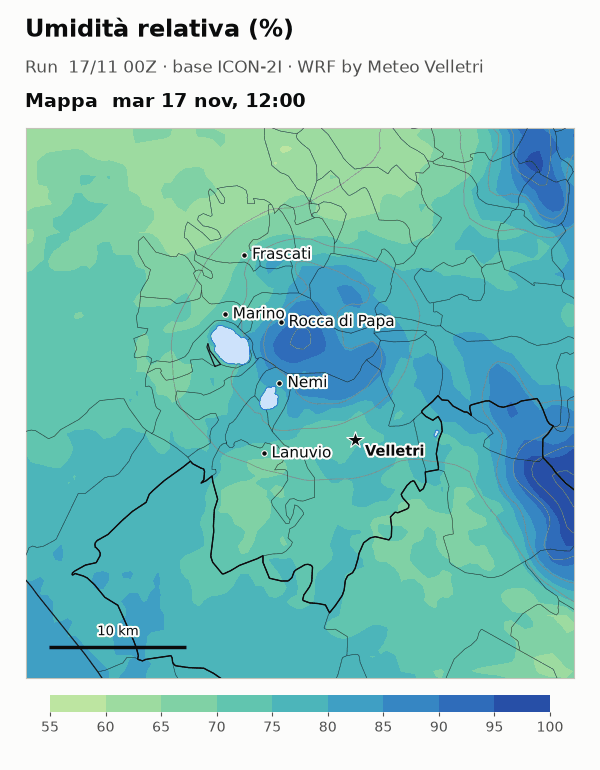 Umidità relativa (%)
Run  17/11 00Z · base ICON-2I · WRF by Meteo Velletri
Mappa  mar 17 nov, 12:00
Frascati
Marino
Rocca di Papa
Nemi
Velletri
Lanuvio
10 km
55 60 65 70 75 80 85 90 95 100